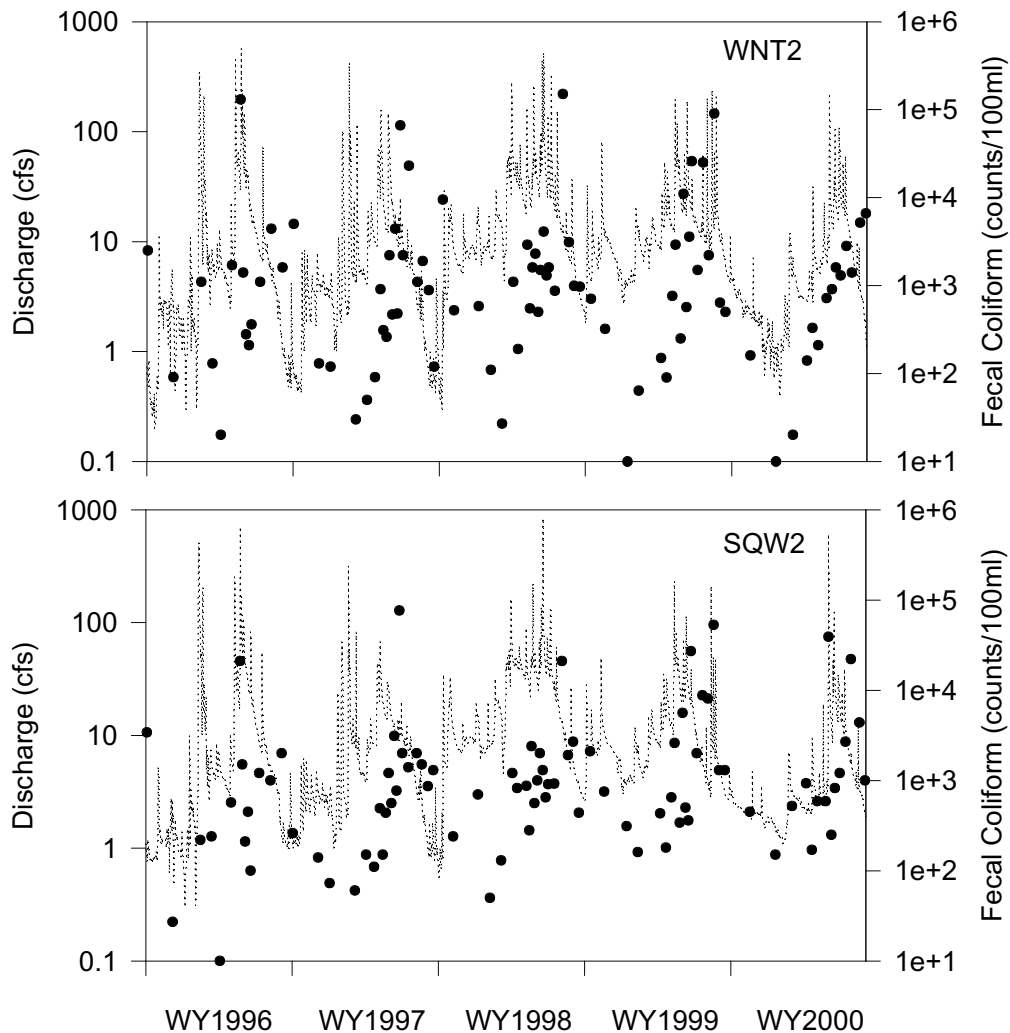 1000
100
10
1
0.1
Discharge (cfs)
WNT2
1e+6
1e+5
1e+4
1e+3
1e+2
1e+1
Fecal Coliform (counts/100ml)
1000
100
10
1
0.1
Discharge (cfs)
SQW2
1e+6
1e+5
1e+4
1e+3
1e+2
1e+1
Fecal Coliform (counts/100ml)
WY1996 WY1997 WY1998 WY1999 WY2000